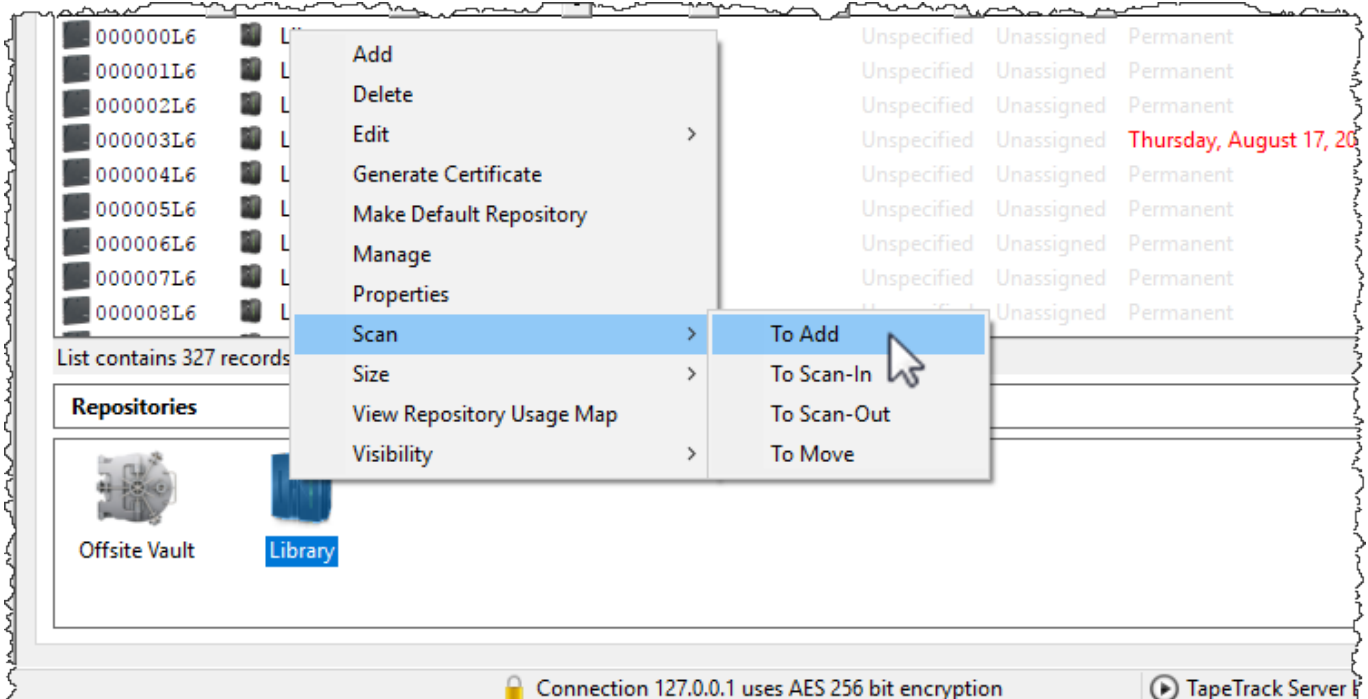 000000L6 Unspecified Unassigned Permanent
000001L6 L Unspecified Unassigned Permanent
000002L6 L Unspecified Unassigned Permanent
000003L6 L Unspecified Unassigned Thursday, August 17, 20
000004L6 L Unspecified Unassigned Permanent
000005L6 L Unspecified Unassigned Permanent
000006L6 L Unspecified Unassigned Permanent
000007L6 L Unspecified Unassigned Permanent
000008L6 L Unassigned Permanent
Add
Delete
Edit
Generate Certificate
Make Default Repository
Manage
Properties
Scan
Size
View Repository Usage Map
Visibility
To Add
To Scan-In
To Scan-Out
To Move
List contains 327 records
Repositories
Offsite Vault
Library
Connection 127.0.0.1 uses AES 256 bit encryption
TapeTrack Server